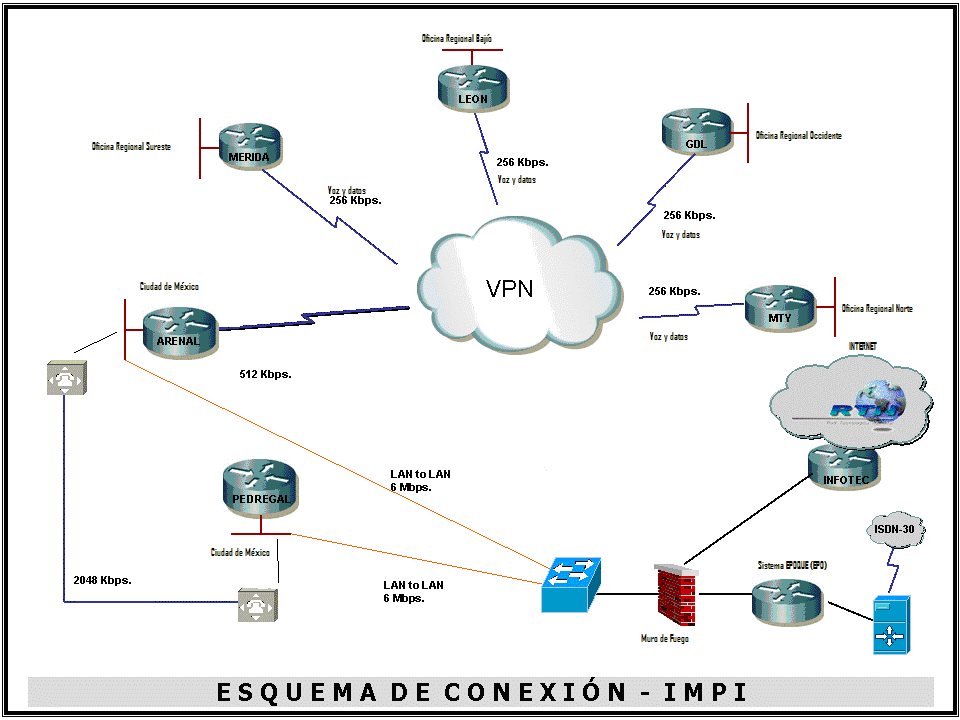 Oficina Regional Bajío
LEON
GDL
Oficina Regional Occidente
Oficina Regional Sureste
MERIDA
256 Kbps.
Voz y datos
Voz y datos
256 Kbps.
256 Kbps.
Voz y datos
VPN
Ciudad de México
ARENAL
256 Kbps.
MTY
Oficina Regional Norte
Voz y datos
INTERNET
512 Kbps.
RTN
LAN to LAN
6 Mbps.
INFOTEC
PEDREGAL
ISDN-30
Ciudad de México
2048 Kbps.
LAN to LAN
6 Mbps.
Sistema EPOQUE (EPO)
Muro de Fuego
ESQUEMA DE CONEXIÓN - IMPI